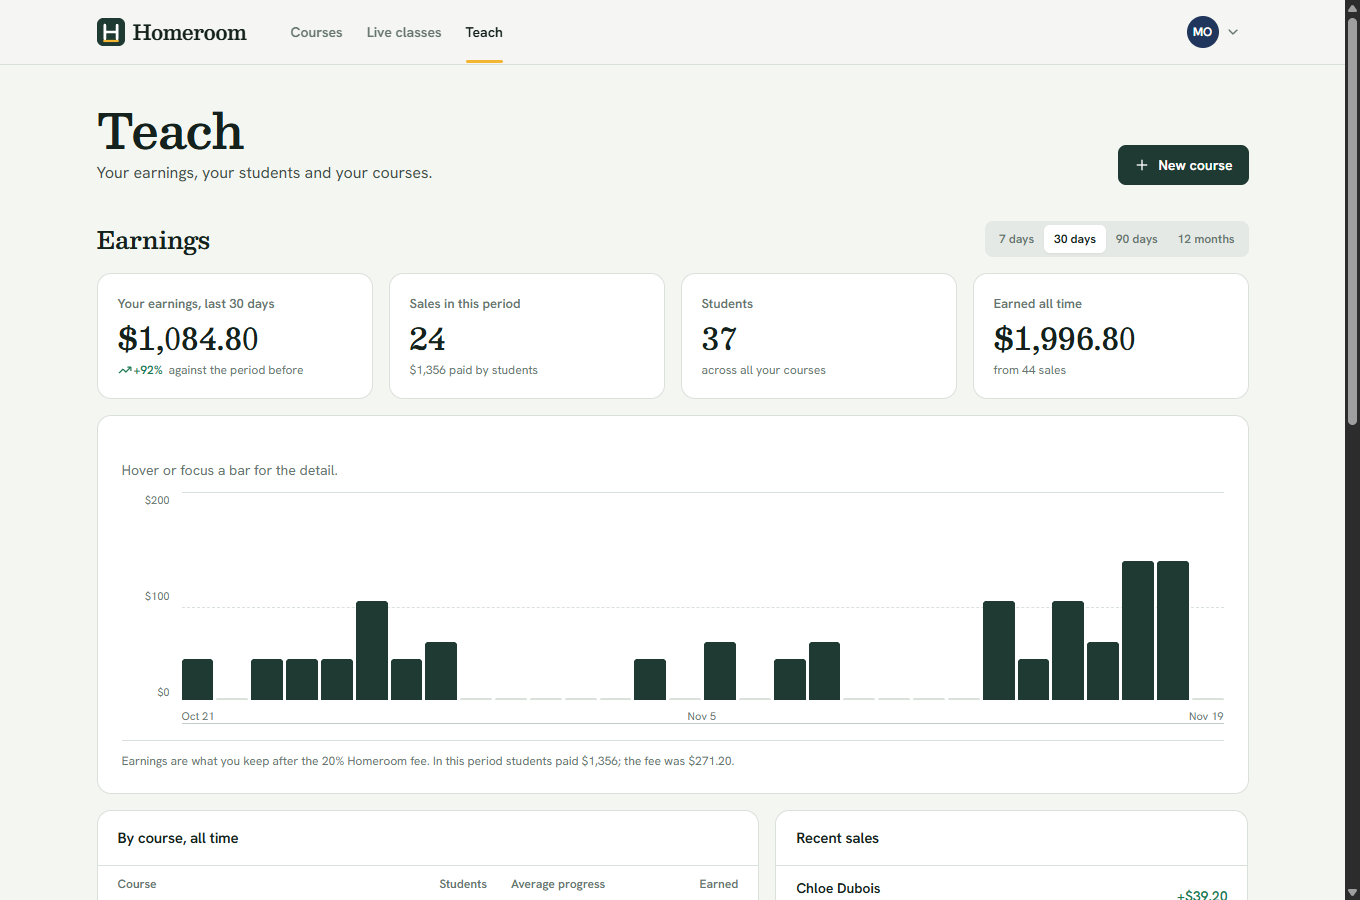 Homeroom
Courses
Live classes
Teach
MO
Teach
Your earnings, your students and your courses.
New course
Earnings
7 days
30 days
90 days
12 months
Your earnings, last 30 days
$1,084.80
+92% against the period before
Sales in this period
24
$1,356 paid by students
Students
37
across all your courses
Earned all time
$1,996.80
from 44 sales
Hover or focus a bar for the detail.
$200
$100
$0
Oct 21
Nov 5
Nov 19
Earnings are what you keep after the 20% Homeroom fee. In this period students paid $1,356; the fee was $271.20.
By course, all time
Course
Students
Average progress
Earned
Recent sales
Chloe Dubois
+$39.20